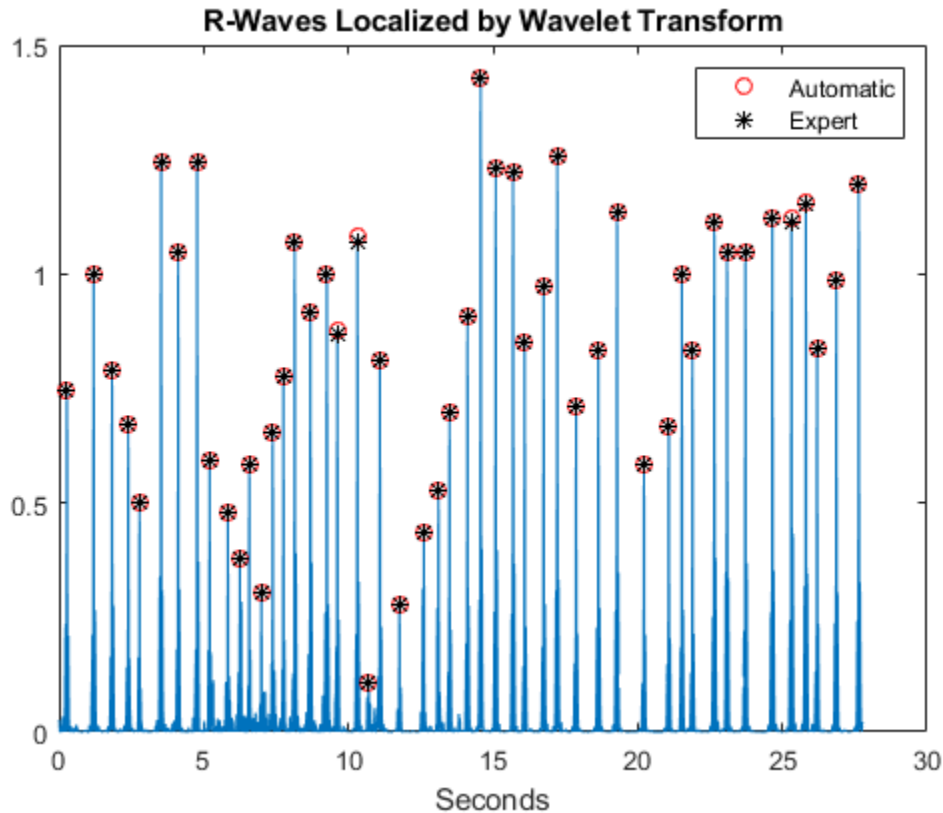 R-Waves Localized by Wavelet Transform
1.5
Automatic
Expert
1
0.5
0
0 5 10 15 20 25 30
Seconds